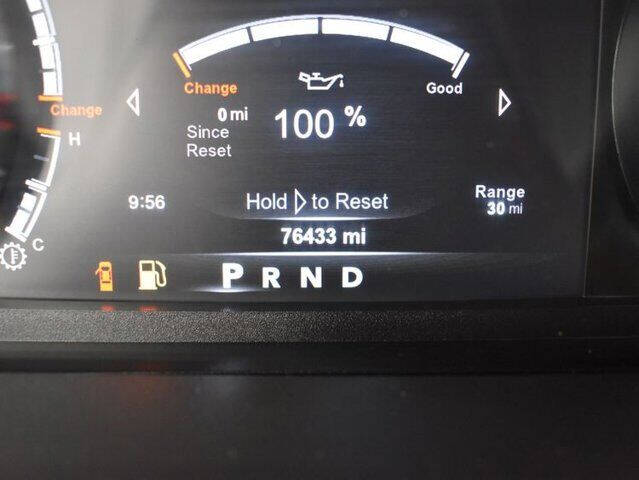 Change
Good
Change
0 mi
Since
Reset
100 %
H
9:56
Hold to Reset
Range
30 mi
76433 mi
C
P R N D